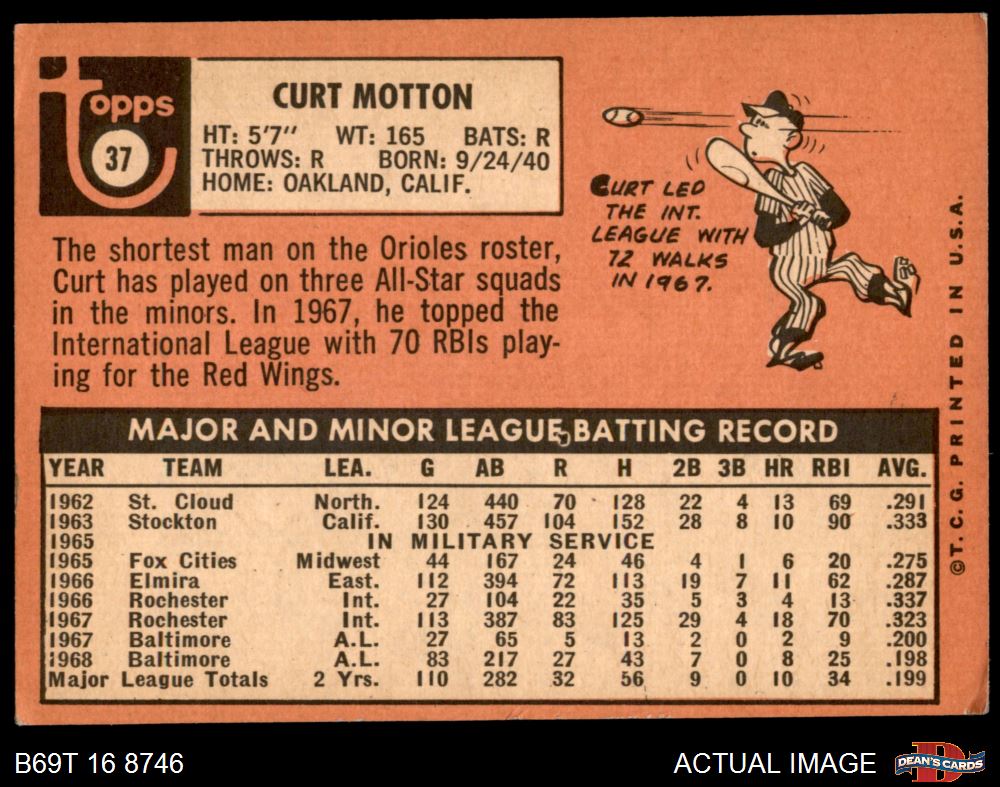 topps
37
CURT MOTTON
HT: 5'7" WT: 165 BATS: R
THROWS: R BORN: 9/24/40
HOME: OAKLAND, CALIF.
CURT LED
THE INT.
LEAGUE WITH
72 WALKS
IN 1967.
The shortest man on the Orioles roster,
Curt has played on three All-Star squads
in the minors. In 1967, he topped the
International League with 70 RBIs play-
ing for the Red Wings.
MAJOR AND MINOR LEAGUE BATTING RECORD
YEAR TEAM LEA. G AB R H 2B 3B HR RBI AVG.
1962 St. Cloud North. 124 440 70 128 22 4 13 69 .291
1963 Stockton Calif. 130 457 104 152 28 8 10 90 .333
1965 IN MILITARY SERVICE
1965 Fox Cities Midwest 44 167 24 46 4 1 6 20 .275
1966 Elmira East. 112 394 72 113 19 7 11 62 .287
1966 Rochester Int. 27 104 22 35 5 3 4 13 .337
1967 Rochester Int. 113 387 83 125 29 4 18 70 .323
1967 Baltimore A.L. 27 65 5 13 2 0 2 9 .200
1968 Baltimore A.L. 83 217 27 43 7 0 8 25 .198
Major League Totals 2 Yrs. 110 282 32 56 9 0 10 34 .199
©T. C. G. PRINTED IN U.S.A.
B69T 16 8746
ACTUAL IMAGE
D
DEAN'S CARDS